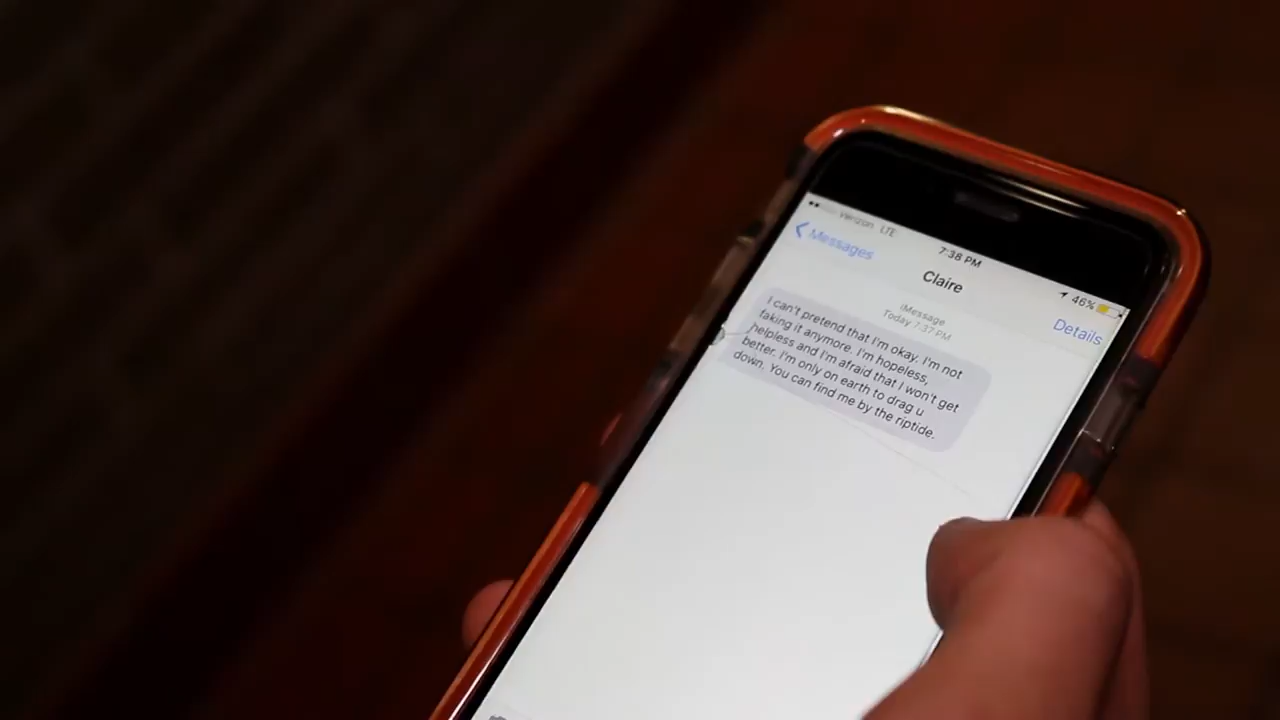 Verizon LTE
7:38 PM
46%
Messages
Claire
Details
iMessage
Today 7:37 PM
I can't pretend that I'm okay. I'm not
faking it anymore. I'm hopeless,
helpless and I'm afraid that I won't get
better. I'm only on earth to drag u
down. You can find me by the riptide.